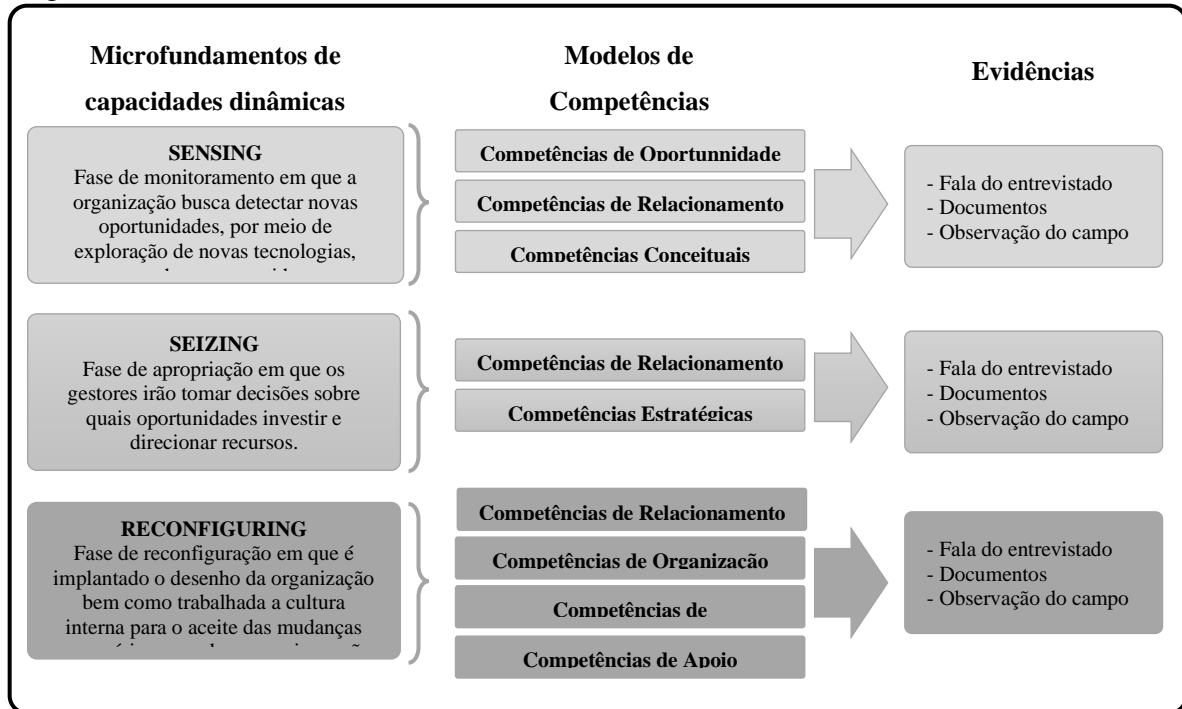 Microfundamentos de
capacidades dinâmicas
Modelos de
Competências
Evidências
SENSING
Fase de monitoramento em que a
organização busca detectar novas
oportunidades, por meio de
exploração de novas tecnologias,
Competências de Oportunnidade
Competências de Relacionamento
Competências Conceituais
- Fala do entrevistado
- Documentos
- Observação do campo
SEIZING
Fase de apropriação em que os
gestores irão tomar decisões sobre
quais oportunidades investir e
direcionar recursos.
Competências de Relacionamento
Competências Estratégicas
- Fala do entrevistado
- Documentos
- Observação do campo
RECONFIGURING
Fase de reconfiguração em que é
implantado o desenho da organização
bem como trabalhada a cultura
interna para o aceite das mudanças
Competências de Relacionamento
Competências de Organização
Competências de
Competências de Apoio
- Fala do entrevistado
- Documentos
- Observação do campo